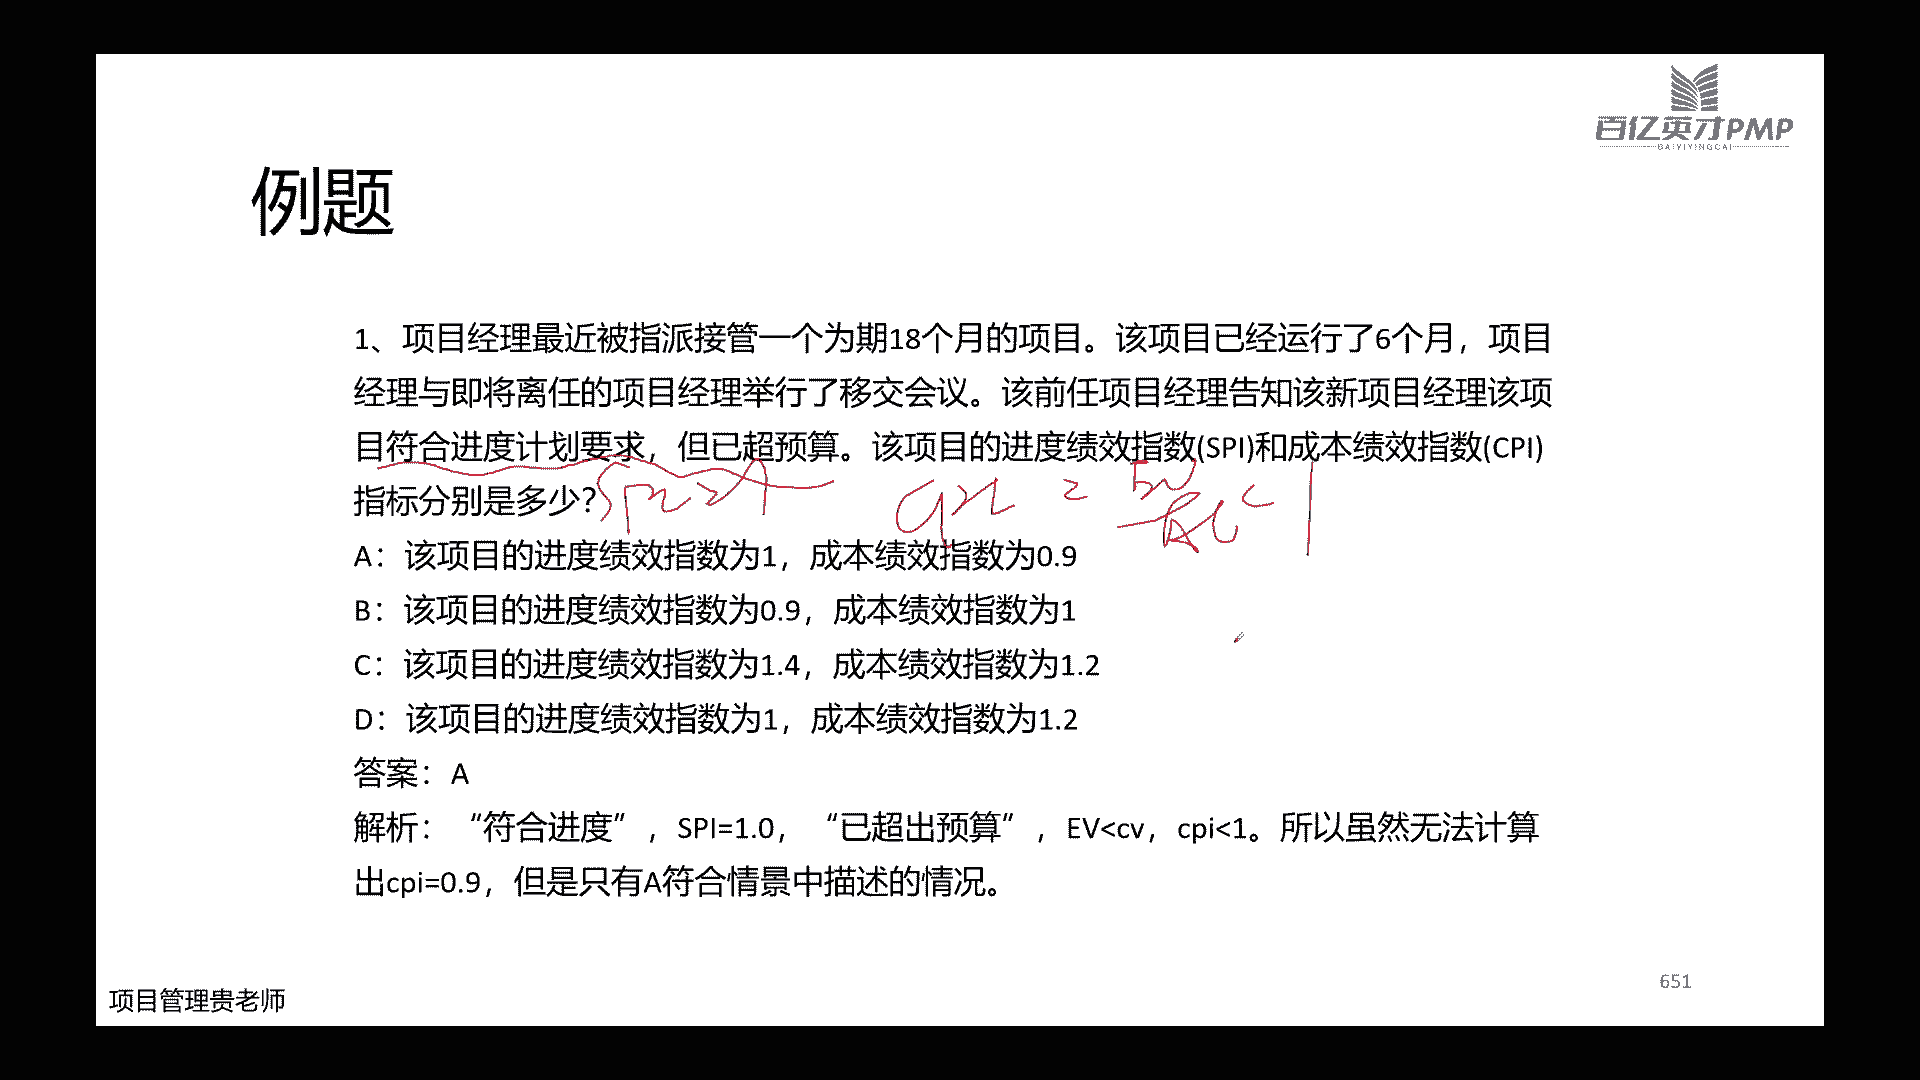 百亿英才PMP
BAIYIYINGCAI
例题
1、项目经理最近被指派接管一个为期18个月的项目。该项目已经运行了6个月，项目
经理与即将离任的项目经理举行了移交会议。该前任项目经理告知该新项目经理该项
目符合进度计划要求，但已超预算。该项目的进度绩效指数(SPI)和成本绩效指数(CPI)
指标分别是多少？
A：该项目的进度绩效指数为1，成本绩效指数为0.9
B：该项目的进度绩效指数为0.9，成本绩效指数为1
C：该项目的进度绩效指数为1.4，成本绩效指数为1.2
D：该项目的进度绩效指数为1，成本绩效指数为1.2
答案：A
解析：“符合进度”，SPI=1.0，“已超出预算”，EV<cv，cpi<1。所以虽然无法计算
出cpi=0.9，但是只有A符合情景中描述的情况。
项目管理贵老师
651